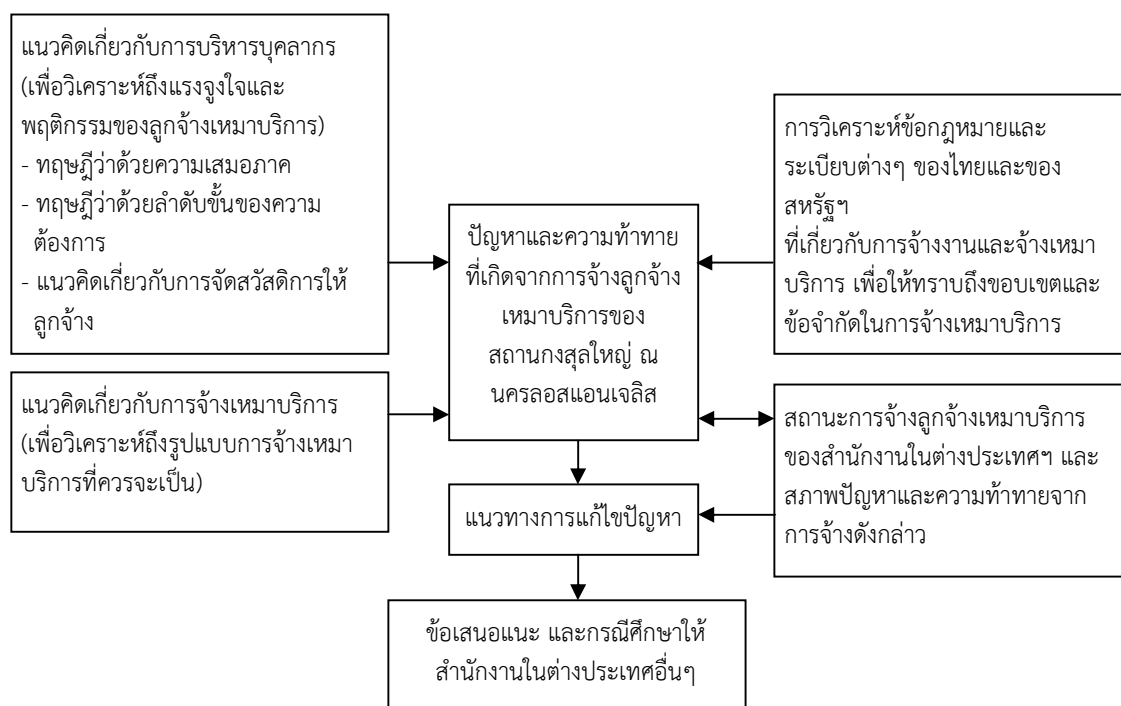 แนวคิดเกี่ยวกับการบริหารบุคลากร
(เพื่อวิเคราะห์ถึงแรงจูงใจและ
พฤติกรรมของลูกจ้างเหมาบริการ)
- ทฤษฎีว่าด้วยความเสมอภาค
- ทฤษฎีว่าด้วยลำดับขั้นของความ
ต้องการ
- แนวคิดเกี่ยวกับการจัดสวัสดิการให้
ลูกจ้าง
แนวคิดเกี่ยวกับการจ้างเหมาบริการ
(เพื่อวิเคราะห์ถึงรูปแบบการจ้างเหมา
บริการที่ควรจะเป็น)
ปัญหาและความท้าทาย
ที่เกิดจากการจ้างลูกจ้าง
เหมาบริการของ
สถานกงสุลใหญ่ ณ
นครลอสแอนเจลิส
การวิเคราะห์ข้อกฎหมายและ
ระเบียบต่างๆ ของไทยและของ
สหรัฐฯ
ที่เกี่ยวกับการจ้างงานและจ้างเหมา
บริการ เพื่อให้ทราบถึงขอบเขตและ
ข้อจำกัดในการจ้างเหมาบริการ
สถานะการจ้างลูกจ้างเหมาบริการ
ของสำนักงานในต่างประเทศฯ และ
สภาพปัญหาและความท้าทายจาก
การจ้างดังกล่าว
แนวทางการแก้ไขปัญหา
ข้อเสนอแนะ และกรณีศึกษาให้
สำนักงานในต่างประเทศอื่นๆ